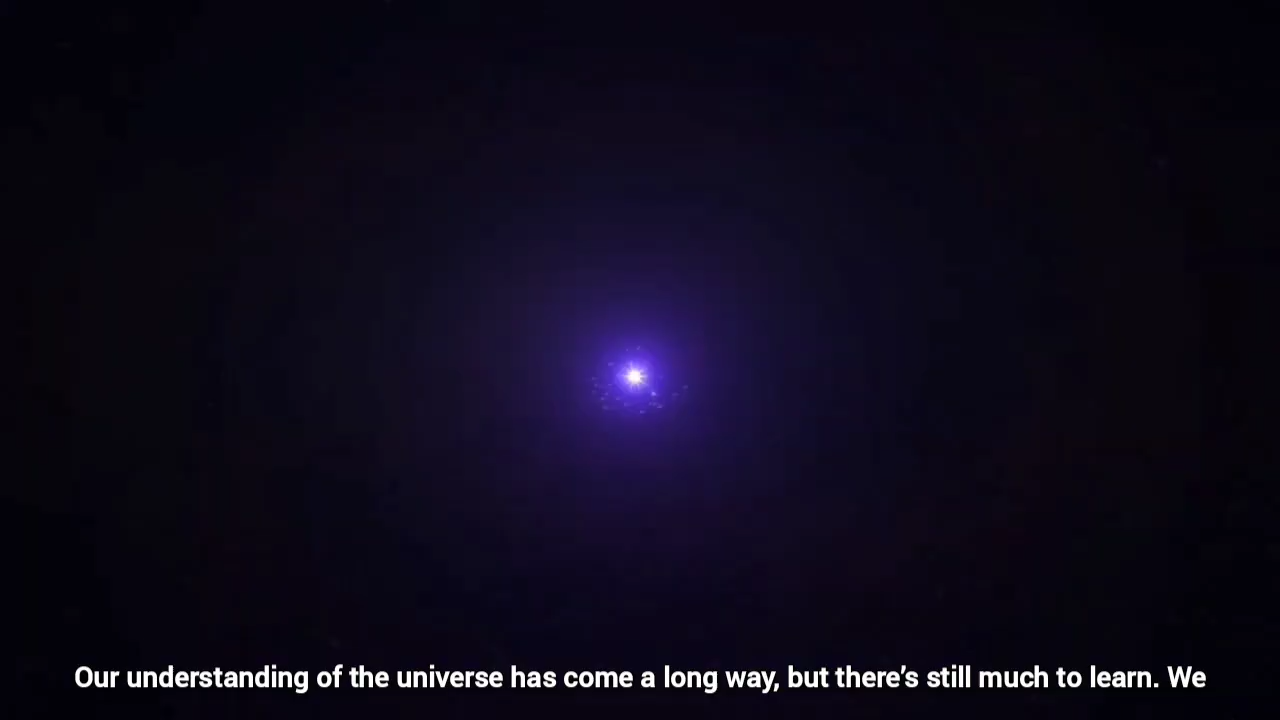 Our understanding of the universe has come a long way, but there’s still much to learn. We